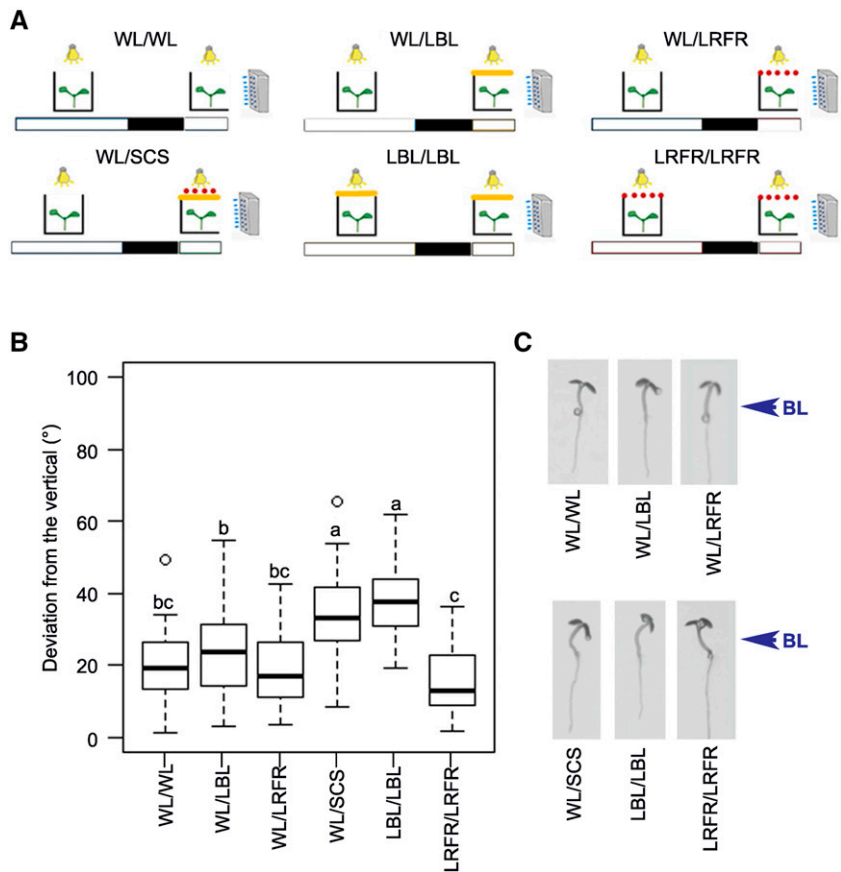 A
WL/WL
WL/LBL
WL/LRFR
WL/SCS
LBL/LBL
LRFR/LRFR
B
Deviation from the vertical (°)
100
80
60
40
20
0
bc
b
bc
a
a
c
WL/WL
WL/LBL
WL/LRFR
WL/SCS
LBL/LBL
LRFR/LRFR
C
BL
WL/WL
WL/LBL
WL/LRFR
BL
WL/SCS
LBL/LBL
LRFR/LRFR